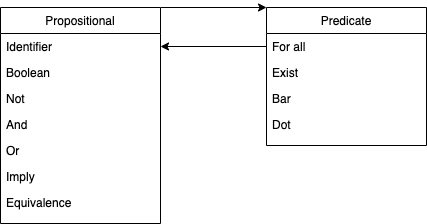 Propositional
Identifier
Boolean
Not
And
Or
Imply
Equivalence
Predicate
For all
Exist
Bar
Dot